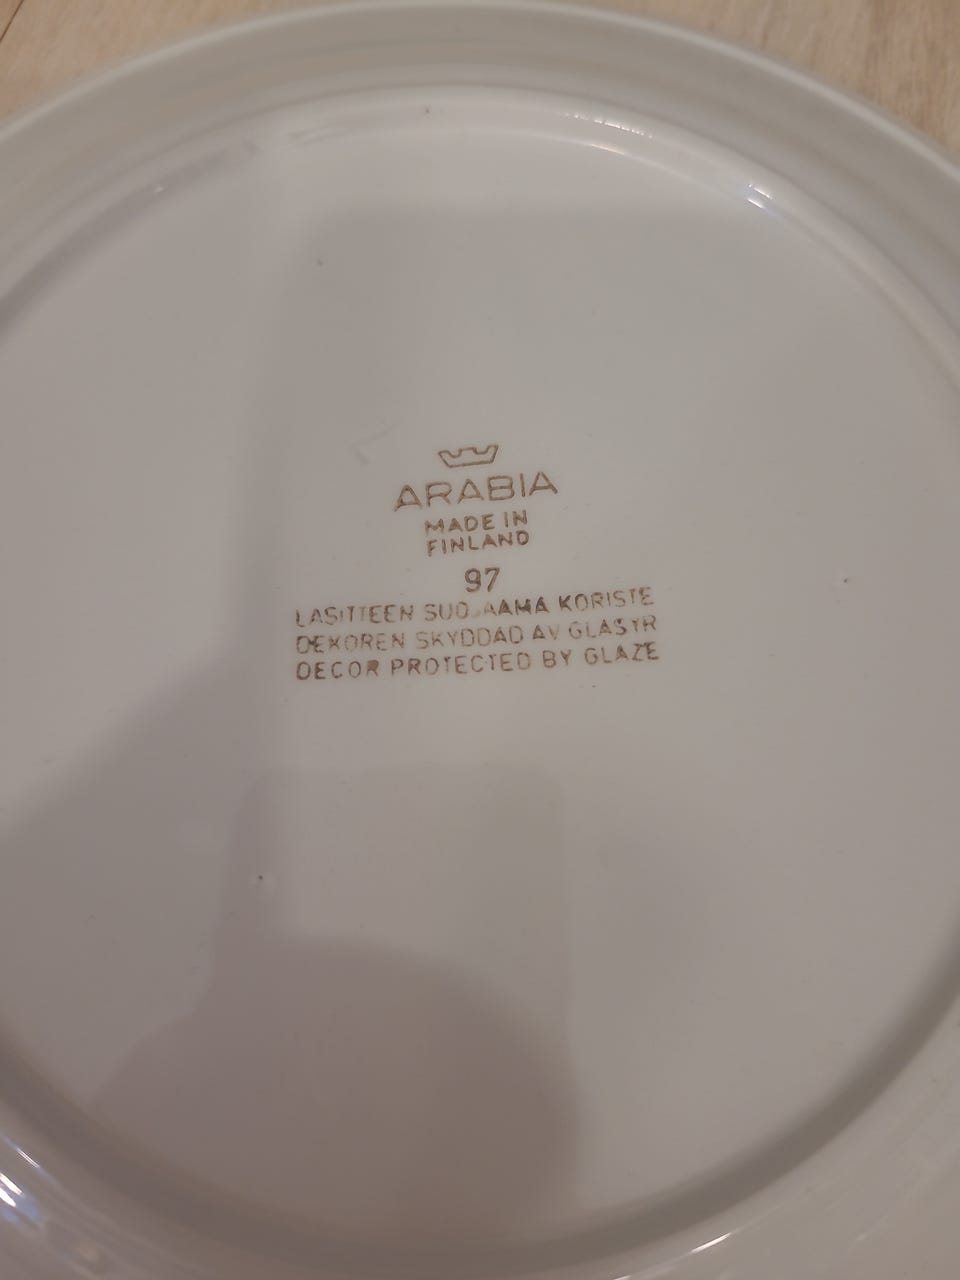 ARABIA
MADE IN
FINLAND
97
LASITTEEN SUOJAAMA KORISTE
DEKOREN SKYDDAD AV GLASYR
DECOR PROTECTED BY GLAZE